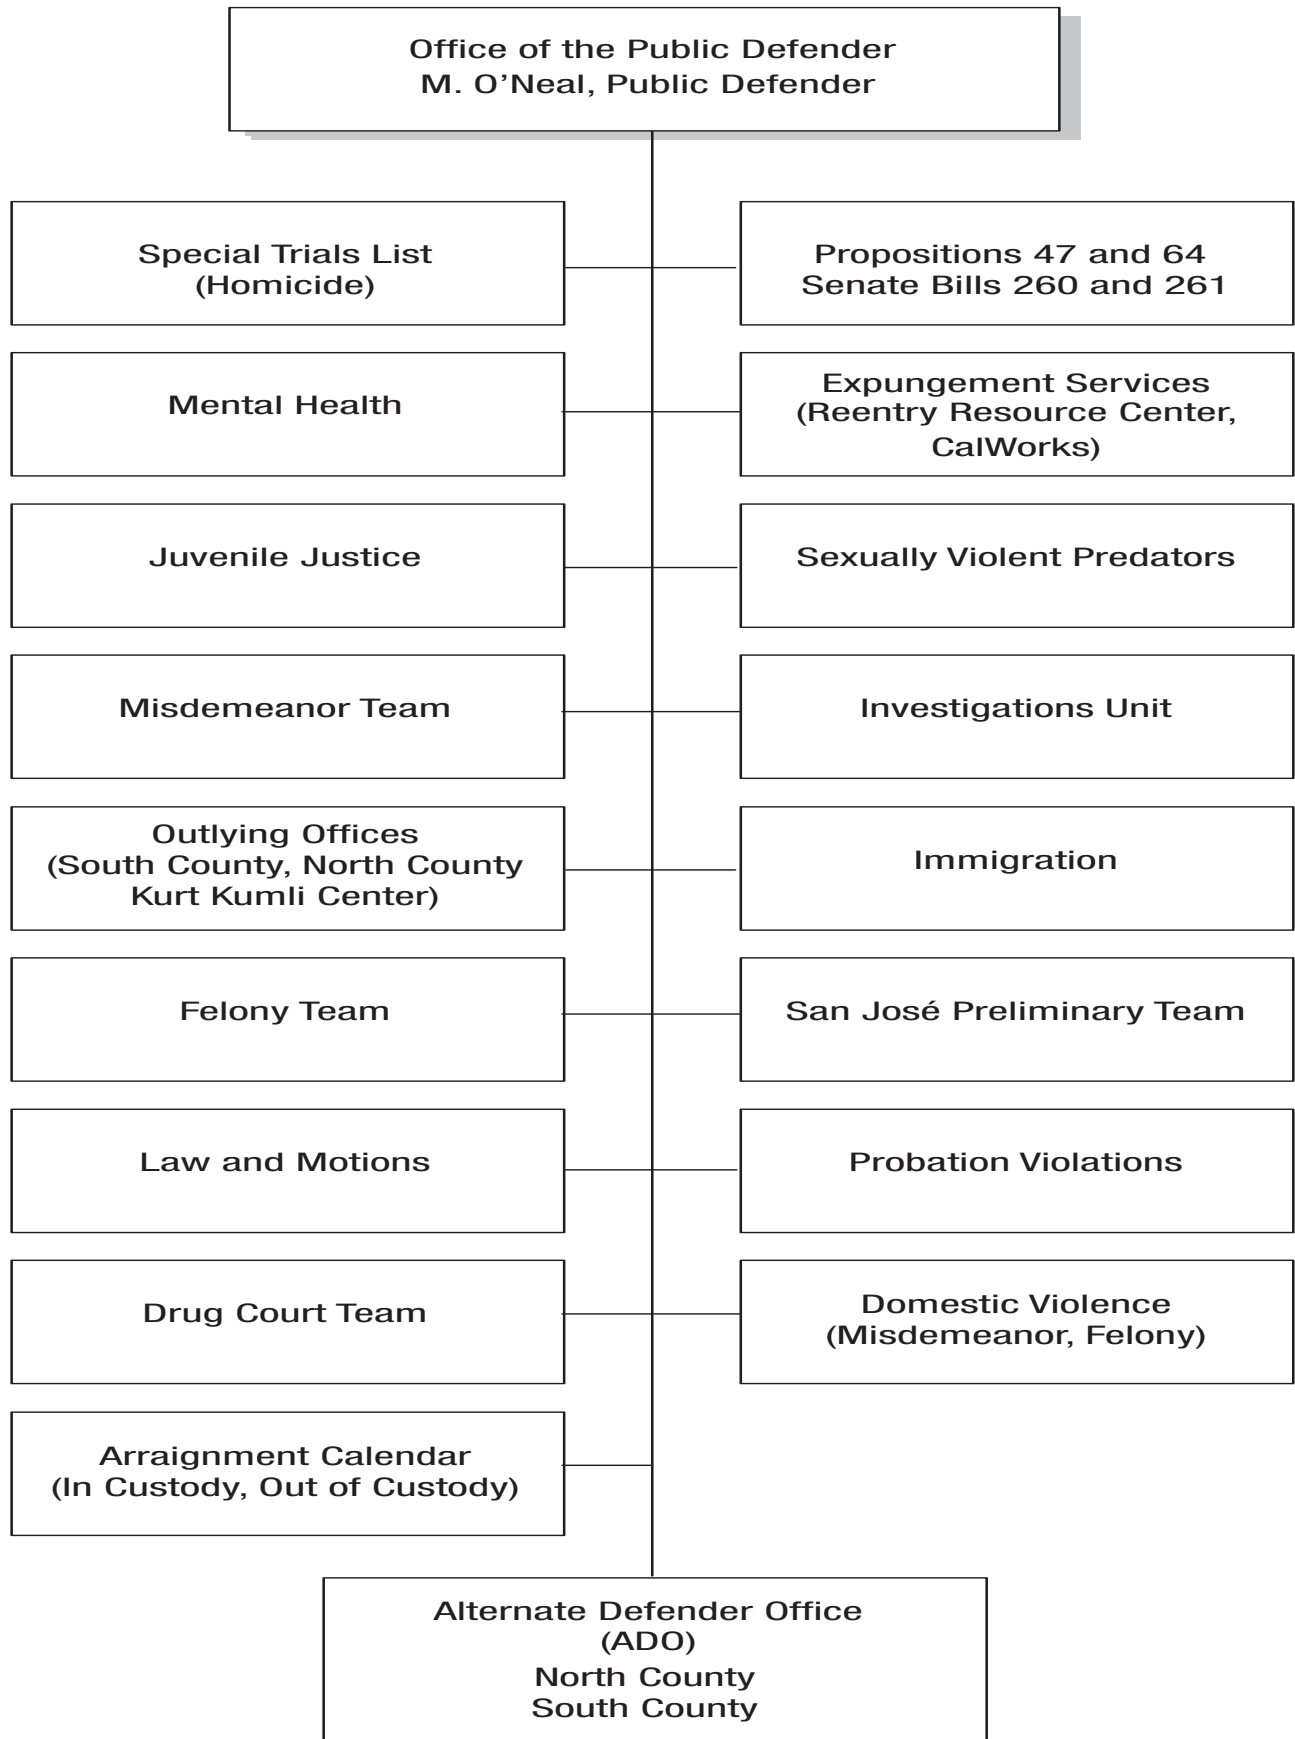 Office of the Public Defender
M. O’Neal, Public Defender
Special Trials List
(Homicide)
Propositions 47 and 64
Senate Bills 260 and 261
Mental Health
Expungement Services
(Reentry Resource Center,
CalWorks)
Juvenile Justice
Sexually Violent Predators
Misdemeanor Team
Investigations Unit
Outlying Offices
(South County, North County
Kurt Kumli Center)
Immigration
Felony Team
San José Preliminary Team
Law and Motions
Probation Violations
Drug Court Team
Domestic Violence
(Misdemeanor, Felony)
Arraignment Calendar
(In Custody, Out of Custody)
Alternate Defender Office
(ADO)
North County
South County